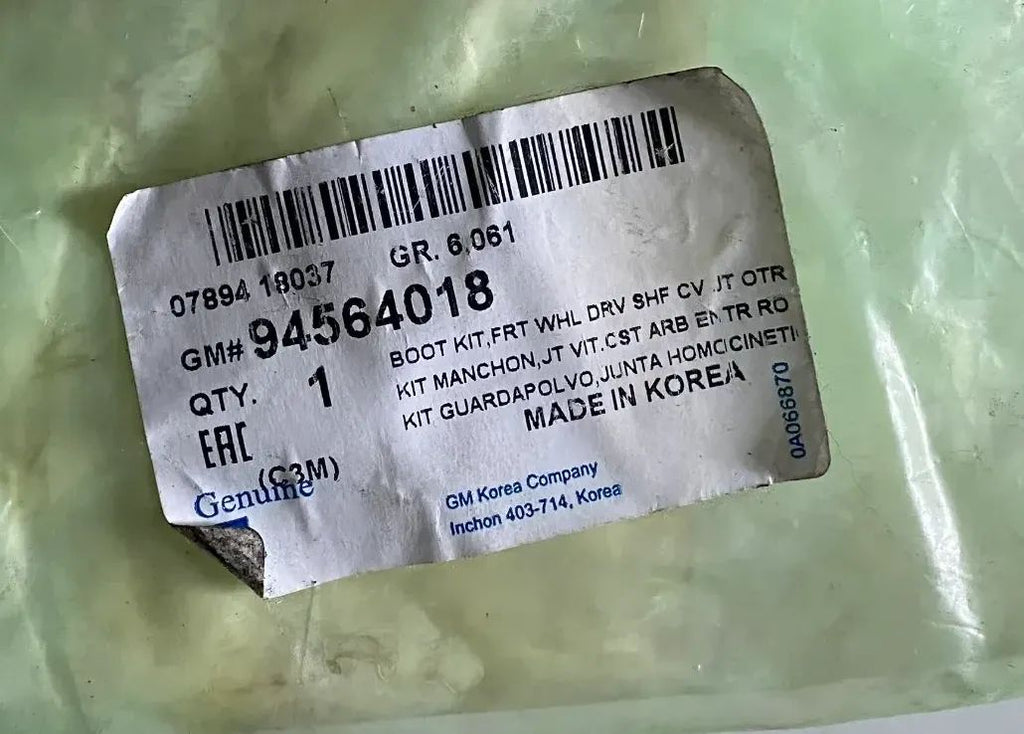 07894 18037 GR. 6,061
GM# 94564018
BOOT KIT,FRT WHL DRV SHF CV JT OTR
KIT MANCHON,JT VIT.CST ARB ENTR RO
KIT GUARDAPOLVO,JUNTA HOMOCINETI
QTY. 1
MADE IN KOREA
EAC
(C3M)
Genuine
GM Korea Company
Inchon 403-714, Korea
0A066870